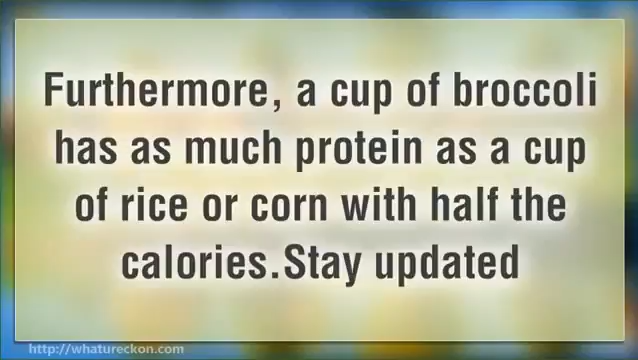 Furthermore, a cup of broccoli
has as much protein as a cup
of rice or corn with half the
calories.Stay updated
http://whatureckon.com